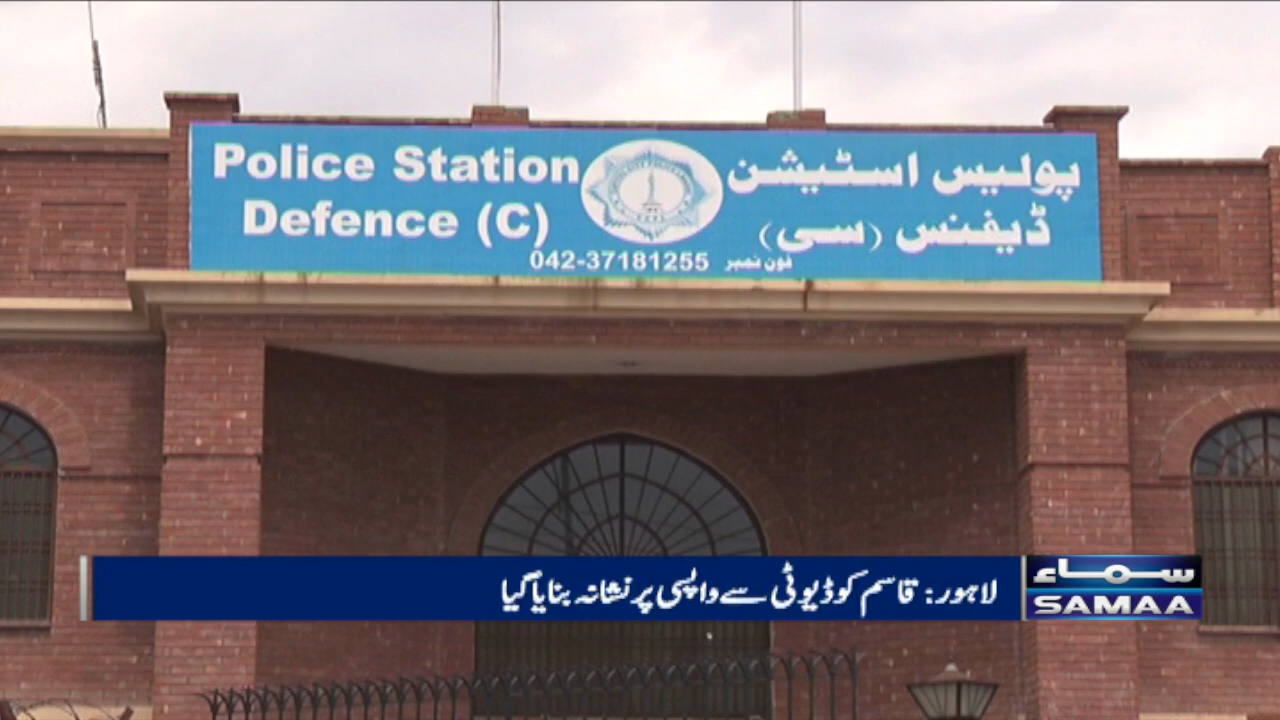 Police Station
Defence (C)
پولیس اسٹیشن
ڈیفنس (سی)
042-37181255 فون نمبر
لاہور: قاسم کو ڈیوٹی سے واپسی پر نشانہ بنایا گیا
سماء
SAMAA